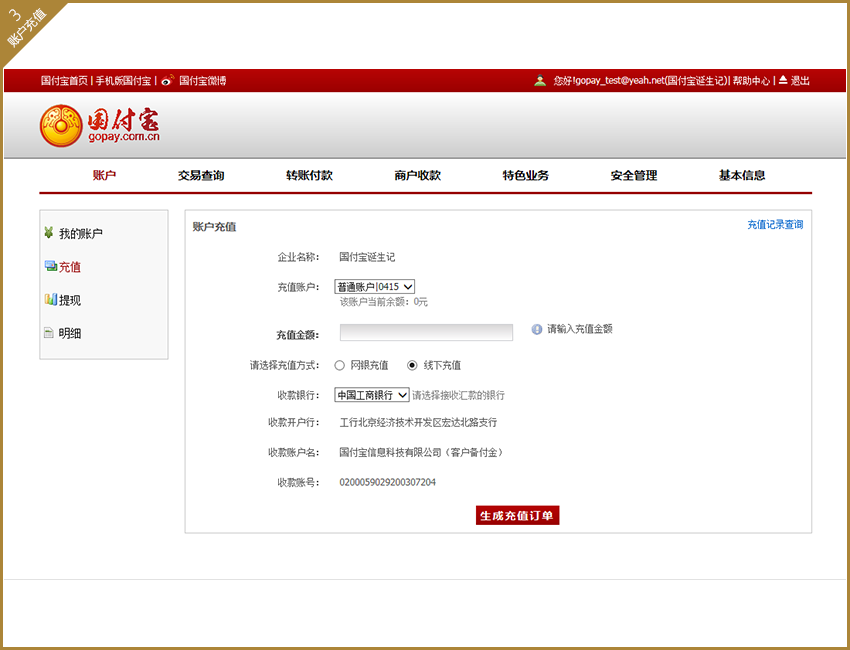 3
账户充值
国付宝首页 | 手机版国付宝 | 国付宝微博
您好!gopay_test@yeah.net(国付宝诞生记)| 帮助中心 | 退出
国付宝
gopay.com.cn
账户 交易查询 转账付款 商户收款 特色业务 安全管理 基本信息
我的账户
充值
提现
明细
账户充值 充值记录查询
企业名称: 国付宝诞生记
充值账户: 普通账户|0415
该账户当前余额: 0元
充值金额: 请输入充值金额
请选择充值方式: 网银充值 线下充值
收款银行: 中国工商银行 请选择接收汇款的银行
收款开户行: 工行北京经济技术开发区宏达北路支行
收款账户名: 国付宝信息科技有限公司（客户备付金）
收款账号: 0200059029200307204
生成充值订单